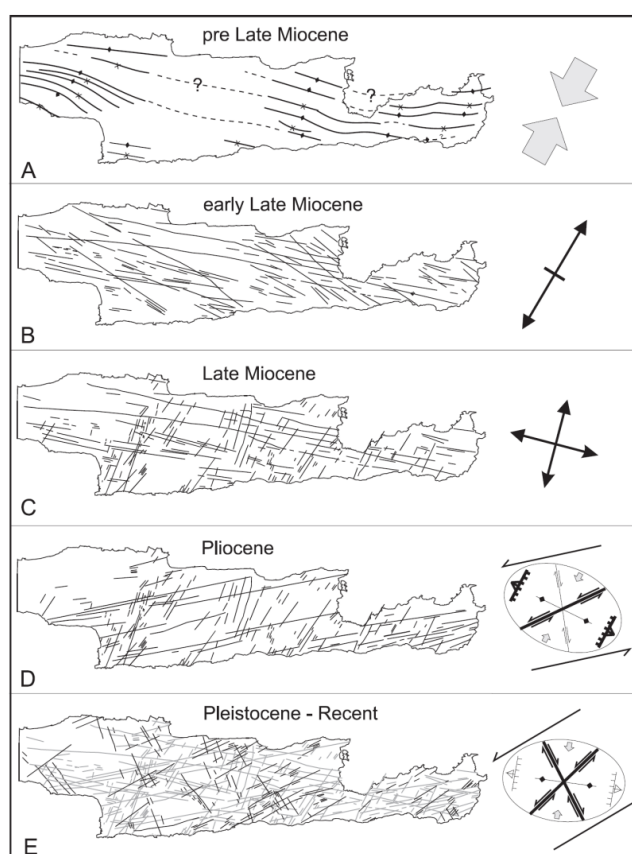 pre Late Miocene
?
?
A
early Late Miocene
B
Late Miocene
C
Pliocene
D
Pleistocene - Recent
E